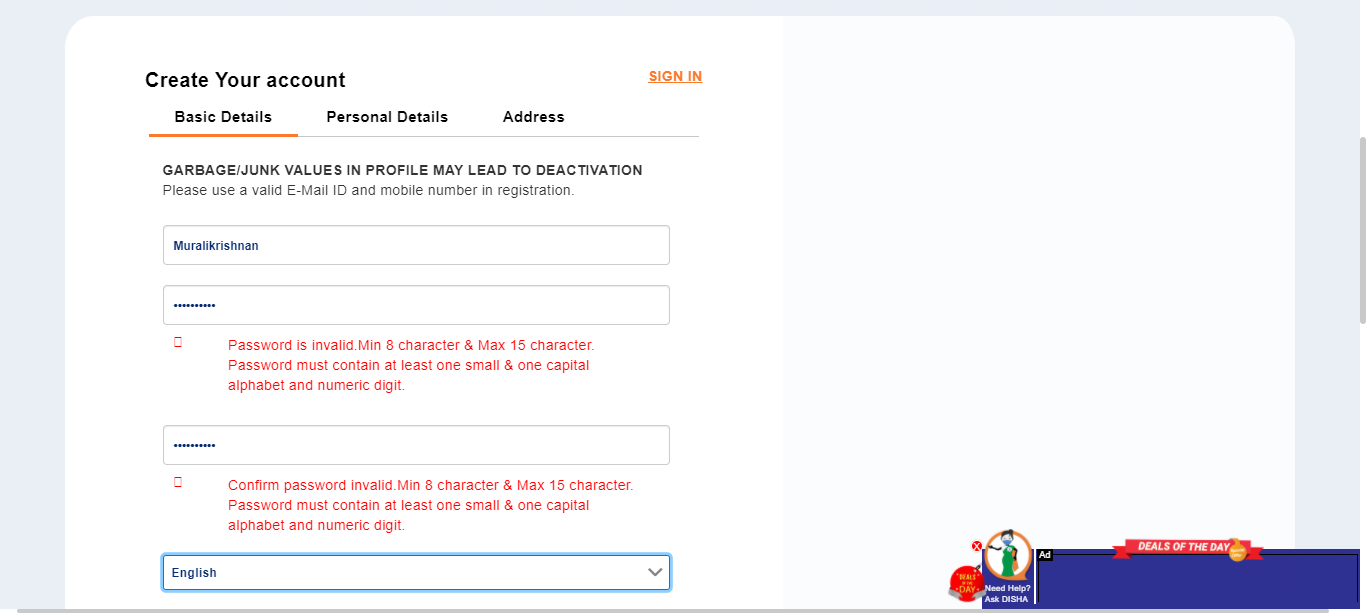 Create Your account
SIGN IN
Basic Details
Personal Details
Address
GARBAGE/JUNK VALUES IN PROFILE MAY LEAD TO DEACTIVATION
Please use a valid E-Mail ID and mobile number in registration.
Muralikrishnan
••••••••••
Password is invalid.Min 8 character & Max 15 character.
Password must contain at least one small & one capital
alphabet and numeric digit.
••••••••••
Confirm password invalid.Min 8 character & Max 15 character.
Password must contain at least one small & one capital
alphabet and numeric digit.
English
DEALS
DAY
Need Help?
Ask DISHA
Ad
DEALS OF THE DAY